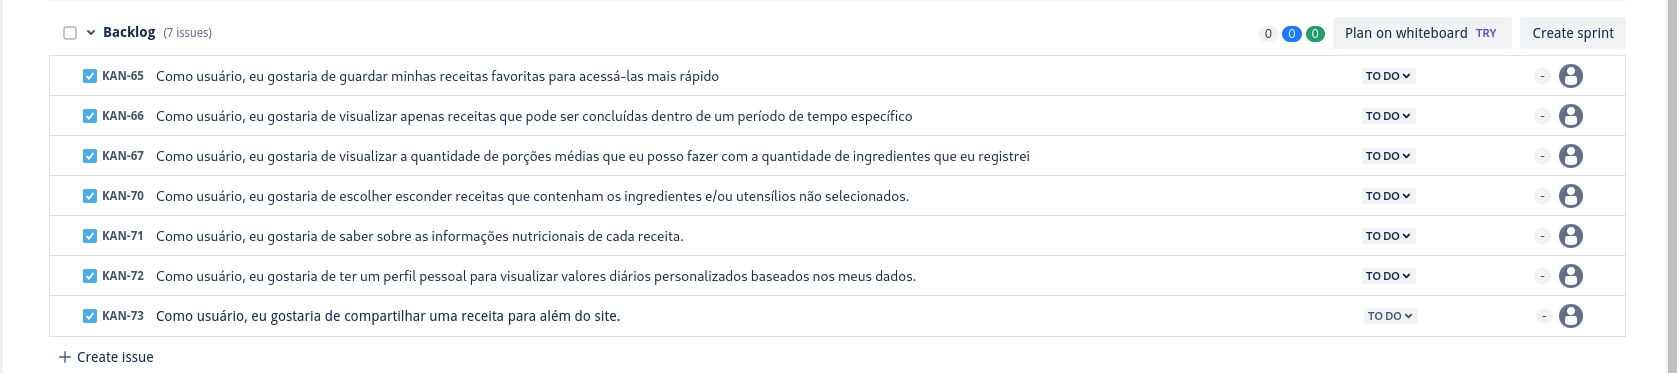 Backlog (7 issues) 0 0 0 Plan on whiteboard TRY Create sprint
KAN-65 Como usuário, eu gostaria de guardar minhas receitas favoritas para acessá-las mais rápido TO DO -
KAN-66 Como usuário, eu gostaria de visualizar apenas receitas que pode ser concluídas dentro de um período de tempo específico TO DO -
KAN-67 Como usuário, eu gostaria de visualizar a quantidade de porções médias que eu posso fazer com a quantidade de ingredientes que eu registrei TO DO -
KAN-70 Como usuário, eu gostaria de escolher esconder receitas que contenham os ingredientes e/ou utensílios não selecionados. TO DO -
KAN-71 Como usuário, eu gostaria de saber sobre as informações nutricionais de cada receita. TO DO -
KAN-72 Como usuário, eu gostaria de ter um perfil pessoal para visualizar valores diários personalizados baseados nos meus dados. TO DO -
KAN-73 Como usuário, eu gostaria de compartilhar uma receita para além do site. TO DO -
+ Create issue